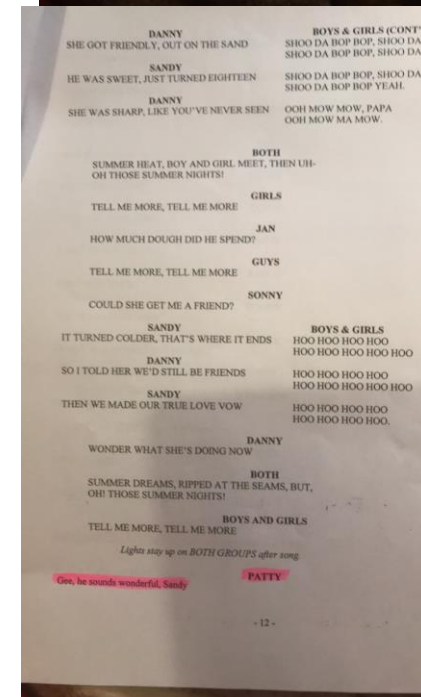 DANNY
SHE GOT FRIENDLY, OUT ON THE SAND
SANDY
HE WAS SWEET, JUST TURNED EIGHTEEN
DANNY
SHE WAS SHARP, LIKE YOU'VE NEVER SEEN
BOYS & GIRLS (CONT'
SHOO DA BOP BOP, SHOO DA
SHOO DA BOP BOP, SHOO DA
SHOO DA BOP BOP, SHOO DA
SHOO DA BOP BOP YEAH.
OOH MOW MOW, PAPA
OOH MOW MA MOW.
BOTH
SUMMER HEAT, BOY AND GIRL MEET, THEN UH-
OH THOSE SUMMER NIGHTS!
GIRLS
TELL ME MORE, TELL ME MORE
JAN
HOW MUCH DOUGH DID HE SPEND?
GUYS
TELL ME MORE, TELL ME MORE
SONNY
COULD SHE GET ME A FRIEND?
SANDY
IT TURNED COLDER, THAT'S WHERE IT ENDS
DANNY
SO I TOLD HER WE'D STILL BE FRIENDS
SANDY
THEN WE MADE OUR TRUE LOVE VOW
BOYS & GIRLS
HOO HOO HOO HOO
HOO HOO HOO HOO HOO
HOO HOO HOO HOO
HOO HOO HOO HOO HOO
HOO HOO HOO HOO
HOO HOO HOO HOO.
DANNY
WONDER WHAT SHE'S DOING NOW
BOTH
SUMMER DREAMS, RIPPED AT THE SEAMS, BUT,
OH! THOSE SUMMER NIGHTS!
BOYS AND GIRLS
TELL ME MORE, TELL ME MORE
Lights stay up on BOTH GROUPS after song.
PATTY
Gee, he sounds wonderful, Sandy
- 12 -